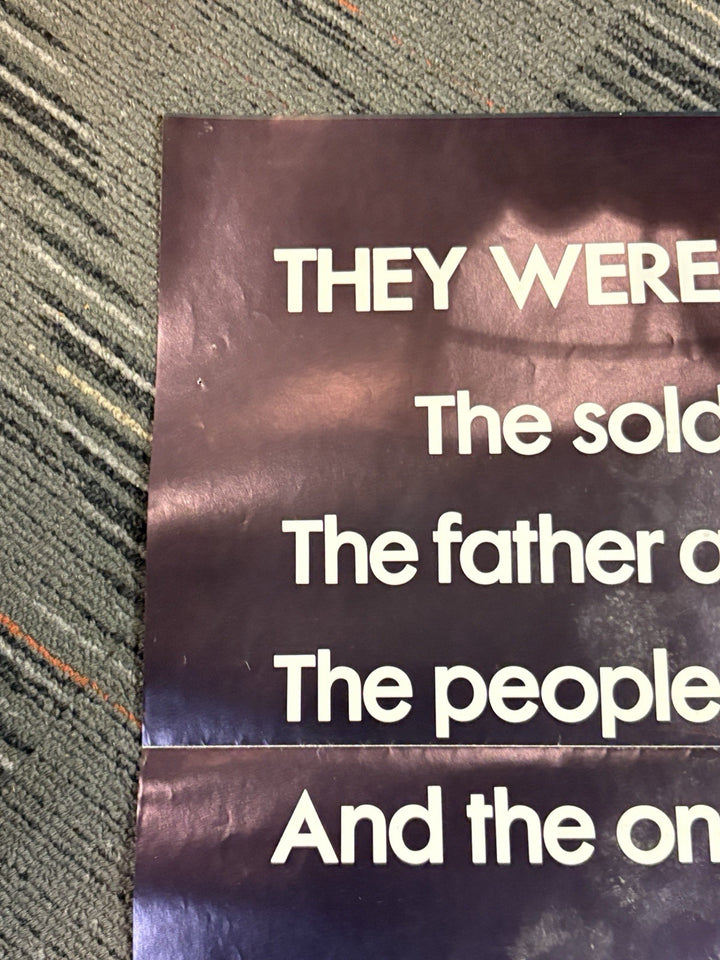 THEY WERE
The sold
The father a
The people
And the on